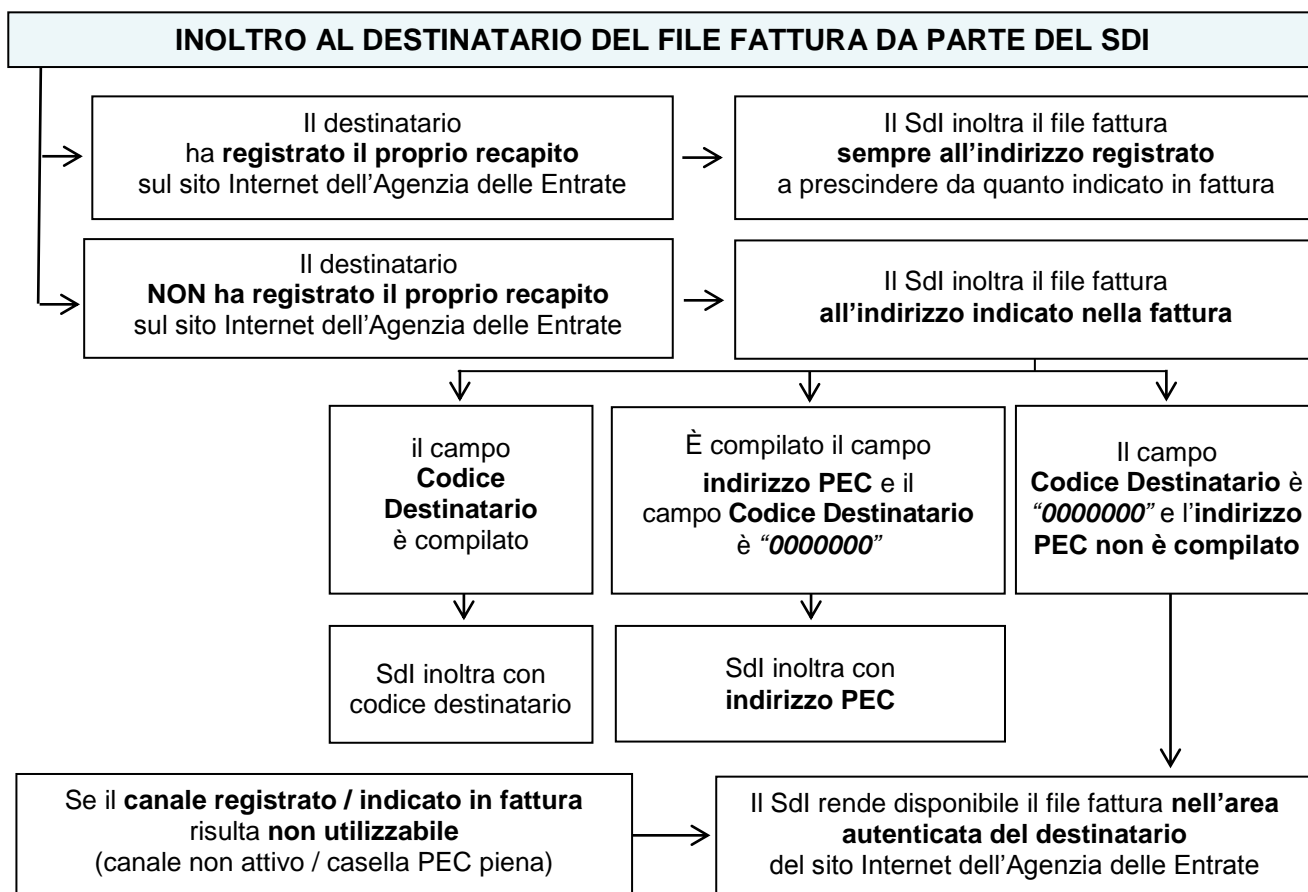 INOLTRO AL DESTINATARIO DEL FILE FATTURA DA PARTE DEL SDI
Il destinatario
ha registrato il proprio recapito
sul sito Internet dell’Agenzia delle Entrate
Il SdI inoltra il file fattura
sempre all’indirizzo registrato
a prescindere da quanto indicato in fattura
Il destinatario
NON ha registrato il proprio recapito
sul sito Internet dell’Agenzia delle Entrate
Il SdI inoltra il file fattura
all’indirizzo indicato nella fattura
il campo
Codice
Destinatario
è compilato
È compilato il campo
indirizzo PEC e il
campo Codice Destinatario
è “0000000”
Il campo
Codice Destinatario è
“0000000” e l’indirizzo
PEC non è compilato
SdI inoltra con
codice destinatario
SdI inoltra con
indirizzo PEC
Se il canale registrato / indicato in fattura
risulta non utilizzabile
(canale non attivo / casella PEC piena)
Il SdI rende disponibile il file fattura nell’area
autenticata del destinatario
del sito Internet dell’Agenzia delle Entrate